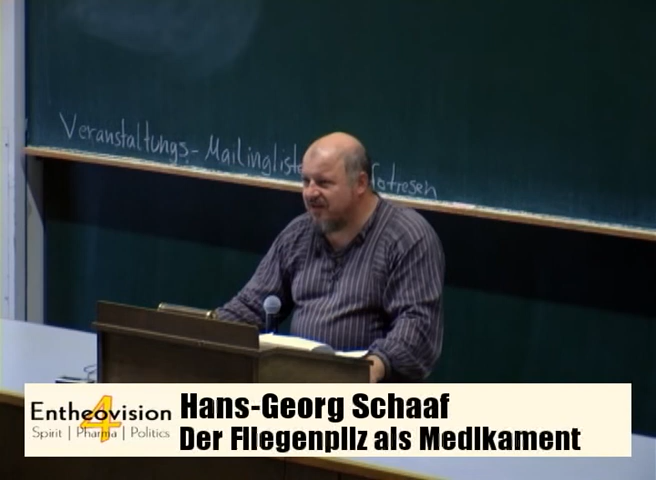 Veranstaltungs-Mailingliste
Entheovision
4
Spirit | Pharma | Politics
Hans-Georg Schaaf
Der Fliegenpilz als Medikament